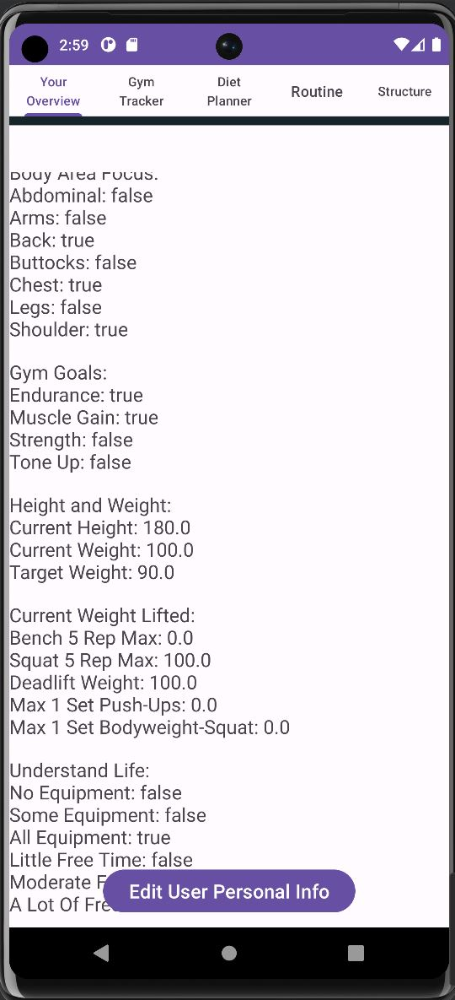 2:59
Your Overview
Gym Tracker
Diet Planner
Routine
Structure
Body Area Focus:
Abdominal: false
Arms: false
Back: true
Buttocks: false
Chest: true
Legs: false
Shoulder: true
Gym Goals:
Endurance: true
Muscle Gain: true
Strength: false
Tone Up: false
Height and Weight:
Current Height: 180.0
Current Weight: 100.0
Target Weight: 90.0
Current Weight Lifted:
Bench 5 Rep Max: 0.0
Squat 5 Rep Max: 100.0
Deadlift Weight: 100.0
Max 1 Set Push-Ups: 0.0
Max 1 Set Bodyweight-Squat: 0.0
Understand Life:
No Equipment: false
Some Equipment: false
All Equipment: true
Little Free Time: false
Moderate
A Lot Of
Edit User Personal Info